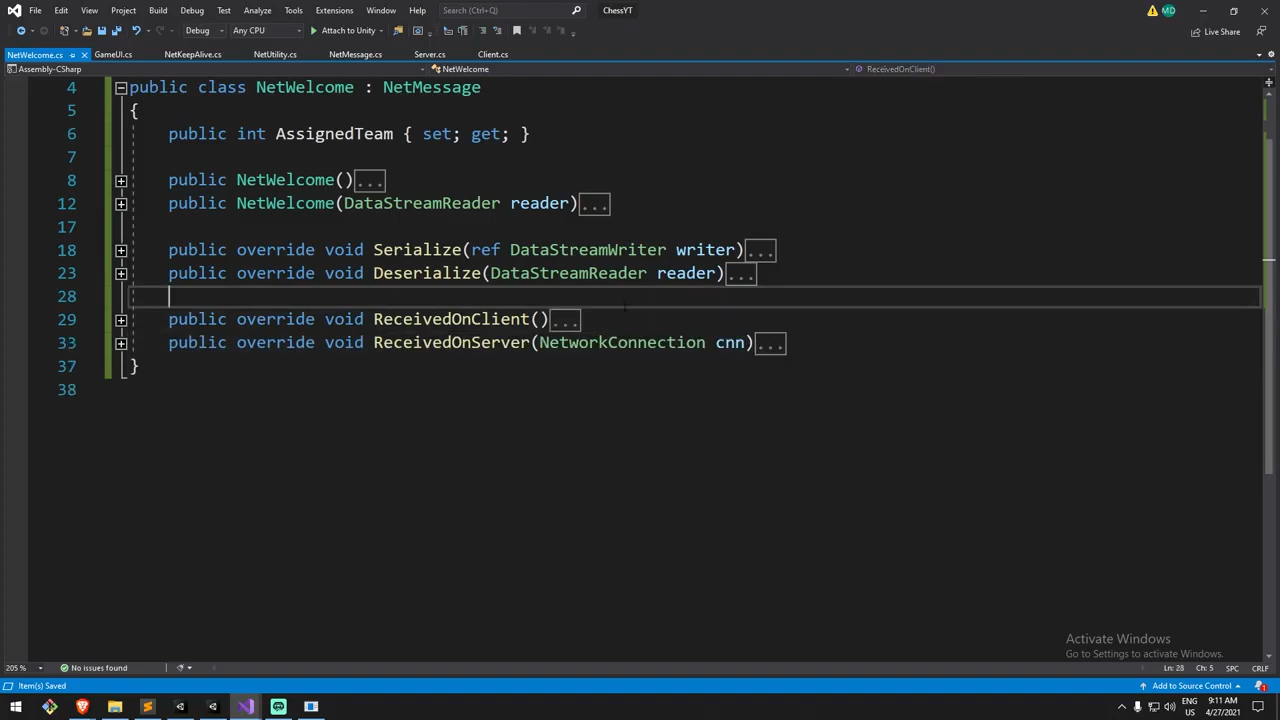 File Edit View Project Build Debug Test Analyze Tools Extensions Window Help Search (Ctrl+Q) ChessYT MD
Debug Any CPU Attach to Unity Live Share
NetWelcome.cs GameUI.cs NetKeepAlive.cs NetUtility.cs NetMessage.cs Server.cs Client.cs
Assembly-CSharp NetWelcome ReceivedOnClient()
4 public class NetWelcome : NetMessage
5 {
6 public int AssignedTeam { set; get; }
7
8 public NetWelcome()...
12 public NetWelcome(DataStreamReader reader)...
17
18 public override void Serialize(ref DataStreamWriter writer)...
23 public override void Deserialize(DataStreamReader reader)...
28
29 public override void ReceivedOnClient()...
33 public override void ReceivedOnServer(NetworkConnection cnn)...
37 }
38
Activate Windows
Go to Settings to activate Windows.
205 % No issues found Ln: 28 Ch: 5 SPC CRLF
Item(s) Saved Add to Source Control 1
ENG 9:11 AM
US 4/27/2021